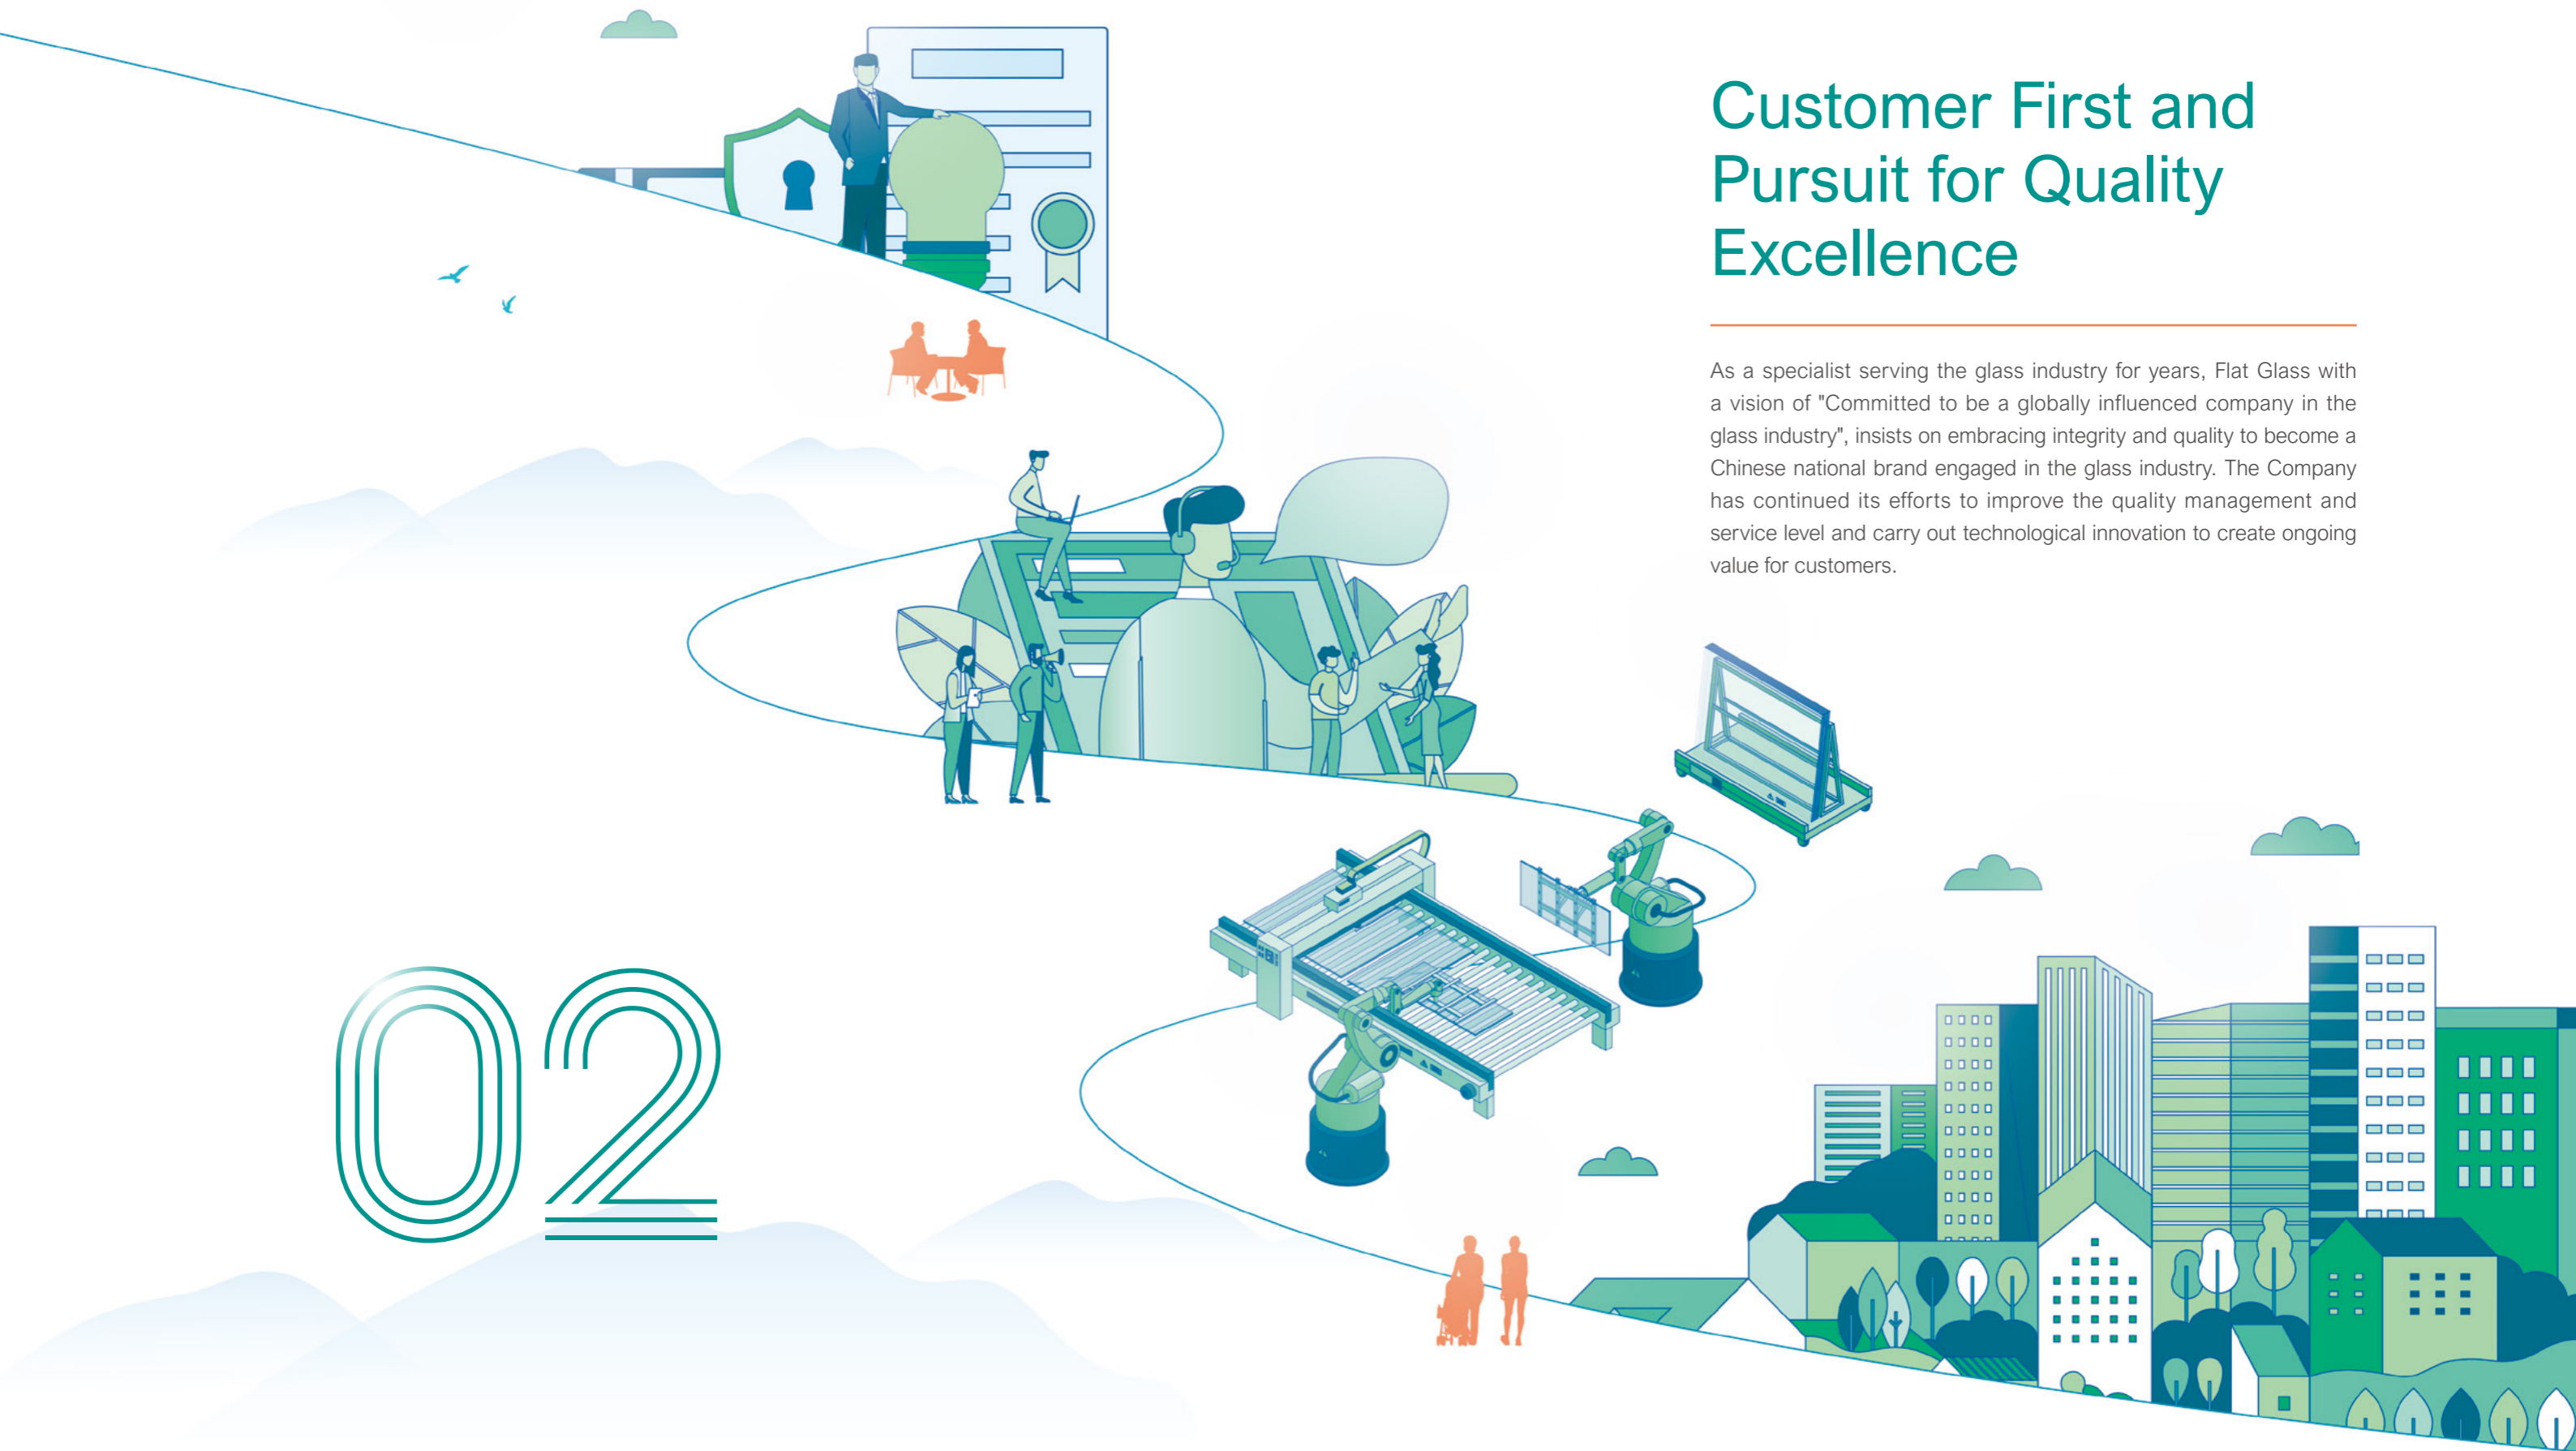 Customer First and
Pursuit for Quality
Excellence
As a specialist serving the glass industry for years, Flat Glass with
a vision of "Committed to be a globally influenced company in the
glass industry", insists on embracing integrity and quality to become a
Chinese national brand engaged in the glass industry. The Company
has continued its efforts to improve the quality management and
service level and carry out technological innovation to create ongoing
value for customers.
02